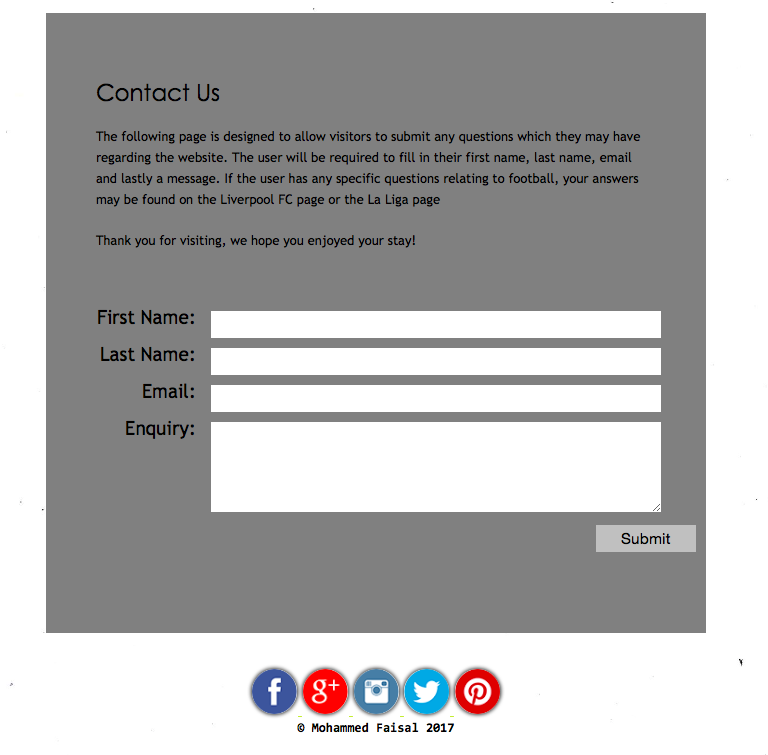 Contact Us
The following page is designed to allow visitors to submit any questions which they may have
regarding the website. The user will be required to fill in their first name, last name, email
and lastly a message. If the user has any specific questions relating to football, your answers
may be found on the Liverpool FC page or the La Liga page
Thank you for visiting, we hope you enjoyed your stay!
First Name:
Last Name:
Email:
Enquiry:
Submit
© Mohammed Faisal 2017